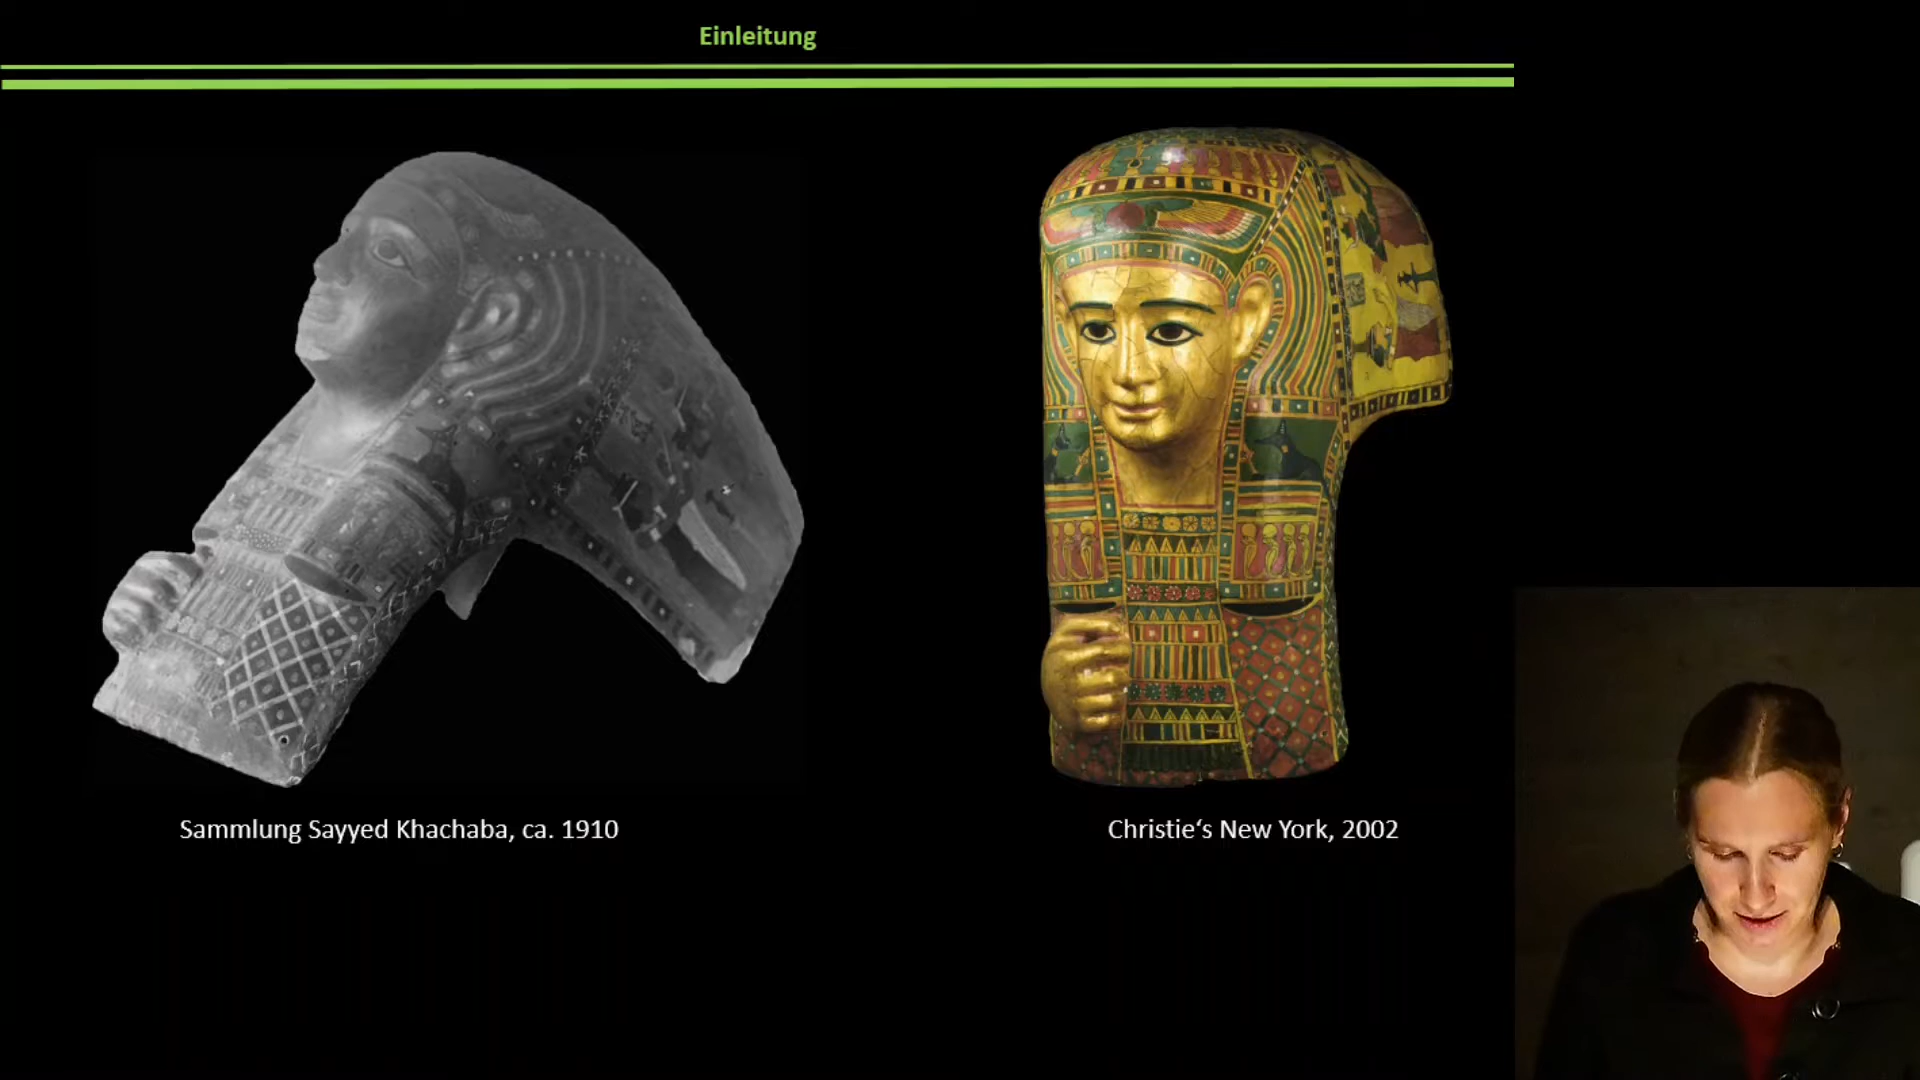 Einleitung
Sammlung Sayyed Khachaba, ca. 1910
Christie‘s New York, 2002